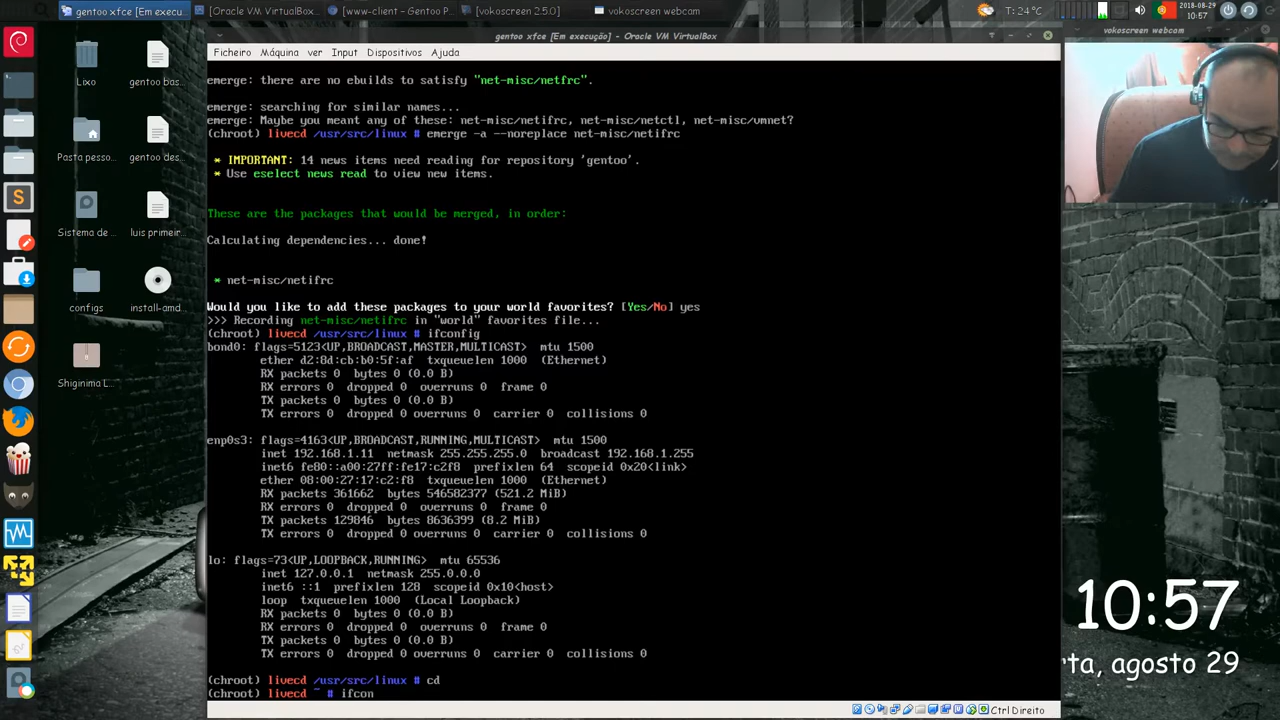 gentoo xfce [Em execu...
[Oracle VM VirtualBox...
[www-client – Gentoo P...
[vokoscreen 2.5.0]
vokoscreen webcam
T: 24 °C
2018-08-29
10:57
gentoo xfce [Em execução] - Oracle VM VirtualBox
vokoscreen webcam
Ficheiro Máquina ver Input Dispositivos Ajuda
Lixo
gentoo bas...
Pasta pesso...
gentoo des...
Sistema de ...
luis primeir...
configs
install-amd...
Shiginima L...
emerge: there are no ebuilds to satisfy "net-misc/netfrc".
emerge: searching for similar names...
emerge: Maybe you meant any of these: net-misc/netifrc, net-misc/netctl, net-misc/vmnet?
(chroot) livecd /usr/src/linux # emerge -a --noreplace net-misc/netifrc
* IMPORTANT: 14 news items need reading for repository 'gentoo'.
* Use eselect news read to view new items.
These are the packages that would be merged, in order:
Calculating dependencies... done!
* net-misc/netifrc
Would you like to add these packages to your world favorites? [Yes/No] yes
>>> Recording net-misc/netifrc in "world" favorites file...
(chroot) livecd /usr/src/linux # ifconfig
bond0: flags=5123<UP,BROADCAST,MASTER,MULTICAST> mtu 1500
ether d2:8d:cb:b0:5f:af txqueuelen 1000 (Ethernet)
RX packets 0 bytes 0 (0.0 B)
RX errors 0 dropped 0 overruns 0 frame 0
TX packets 0 bytes 0 (0.0 B)
TX errors 0 dropped 0 overruns 0 carrier 0 collisions 0
enp0s3: flags=4163<UP,BROADCAST,RUNNING,MULTICAST> mtu 1500
inet 192.168.1.11 netmask 255.255.255.0 broadcast 192.168.1.255
inet6 fe80::a00:27ff:fe17:c2f8 prefixlen 64 scopeid 0x20<link>
ether 08:00:27:17:c2:f8 txqueuelen 1000 (Ethernet)
RX packets 361662 bytes 546582377 (521.2 MiB)
RX errors 0 dropped 0 overruns 0 frame 0
TX packets 129846 bytes 8636399 (8.2 MiB)
TX errors 0 dropped 0 overruns 0 carrier 0 collisions 0
lo: flags=73<UP,LOOPBACK,RUNNING> mtu 65536
inet 127.0.0.1 netmask 255.0.0.0
inet6 ::1 prefixlen 128 scopeid 0x10<host>
loop txqueuelen 1000 (Local Loopback)
RX packets 0 bytes 0 (0.0 B)
RX errors 0 dropped 0 overruns 0 frame 0
TX packets 0 bytes 0 (0.0 B)
TX errors 0 dropped 0 overruns 0 carrier 0 collisions 0
(chroot) livecd /usr/src/linux # cd
(chroot) livecd ~ # ifcon
Ctrl Direito
10:57
rta, agosto 29